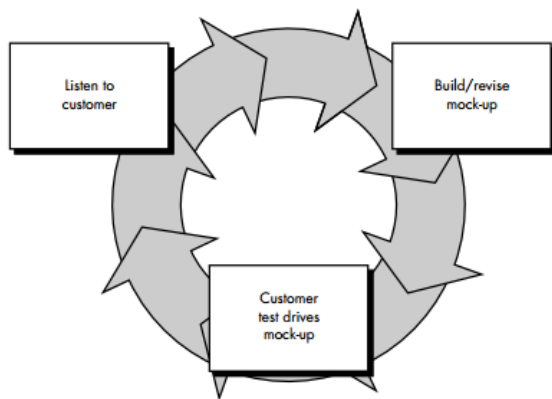 Listen to
customer
Build/revise
mock-up
Customer
test drives
mock-up